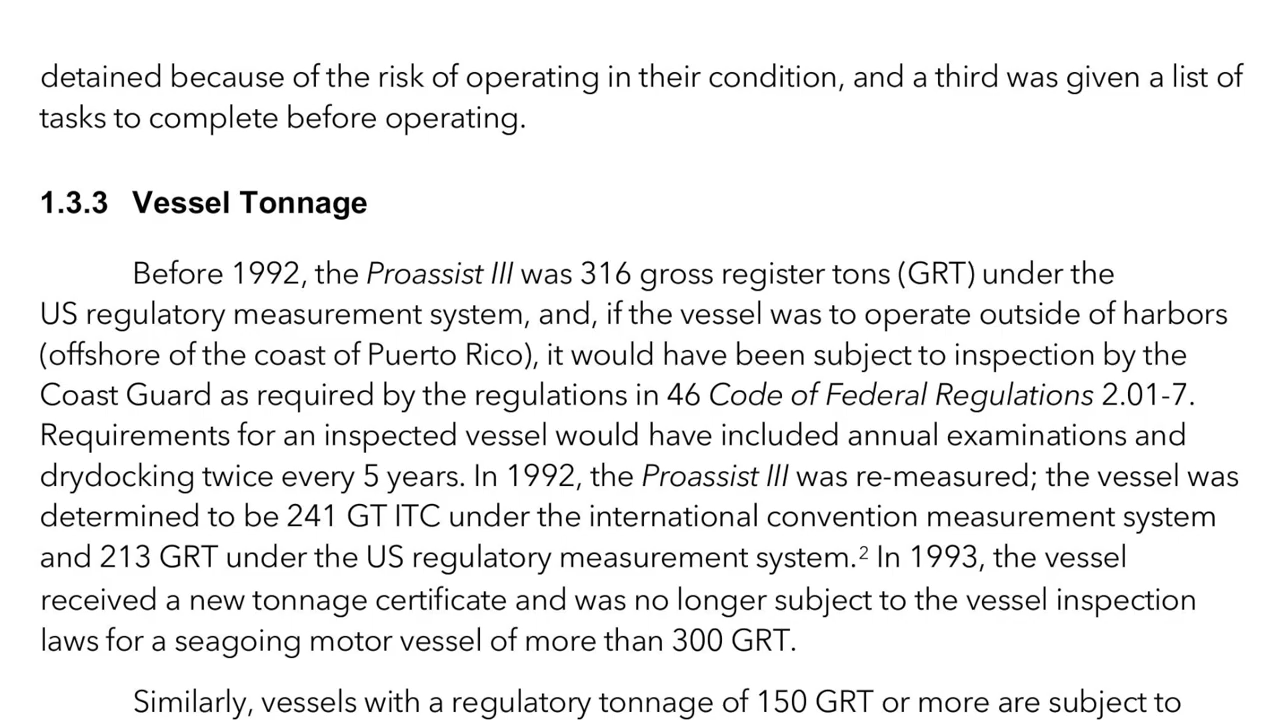 detained because of the risk of operating in their condition, and a third was given a list of
tasks to complete before operating.
1.3.3 Vessel Tonnage
Before 1992, the Proassist III was 316 gross register tons (GRT) under the
US regulatory measurement system, and, if the vessel was to operate outside of harbors
(offshore of the coast of Puerto Rico), it would have been subject to inspection by the
Coast Guard as required by the regulations in 46 Code of Federal Regulations 2.01-7.
Requirements for an inspected vessel would have included annual examinations and
drydocking twice every 5 years. In 1992, the Proassist III was re-measured; the vessel was
determined to be 241 GT ITC under the international convention measurement system
and 213 GRT under the US regulatory measurement system.² In 1993, the vessel
received a new tonnage certificate and was no longer subject to the vessel inspection
laws for a seagoing motor vessel of more than 300 GRT.
Similarly, vessels with a regulatory tonnage of 150 GRT or more are subject to